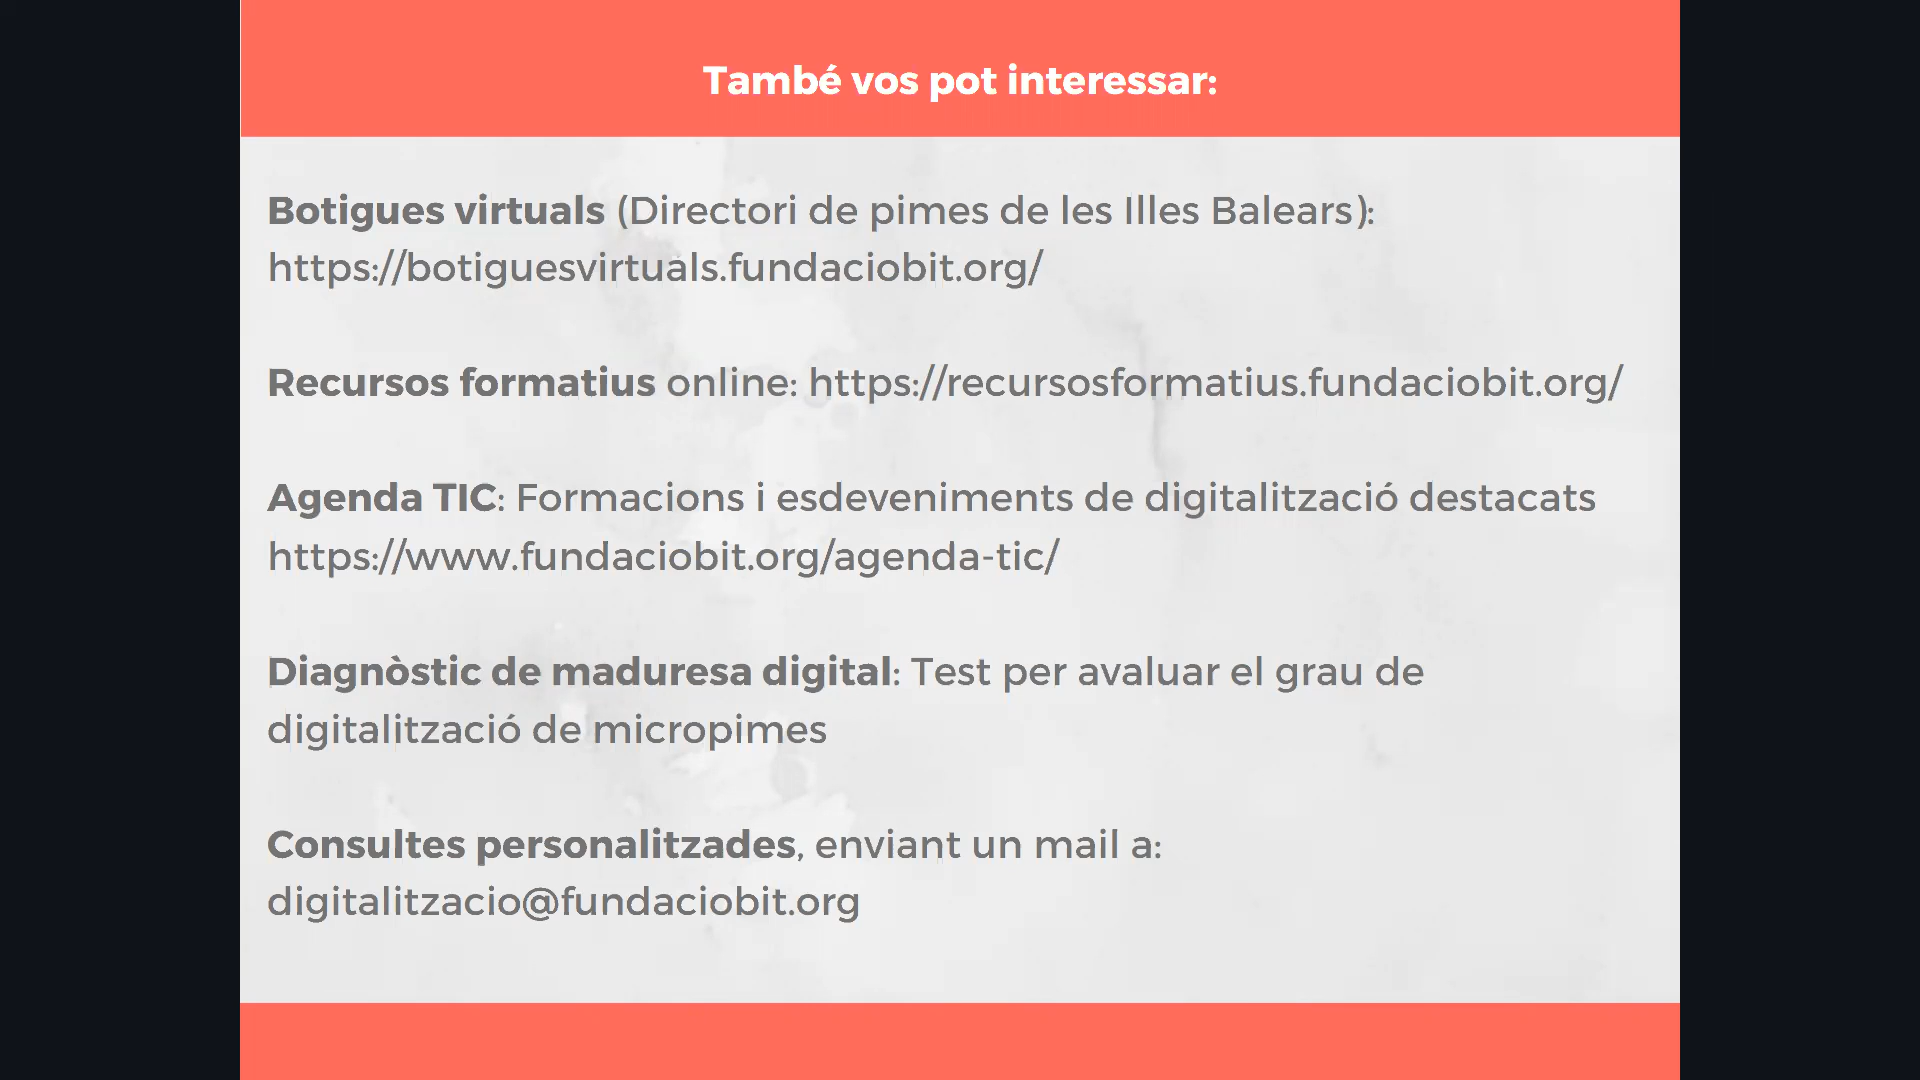 També vos pot interessar:
Botigues virtuals (Directori de pimes de les Illes Balears):
https://botiguesvirtuals.fundaciobit.org/
Recursos formatius online: https://recursosformatius.fundaciobit.org/
Agenda TIC: Formacions i esdeveniments de digitalització destacats
https://www.fundaciobit.org/agenda-tic/
Diagnòstic de maduresa digital: Test per avaluar el grau de
digitalització de micropimes
Consultes personalitzades, enviant un mail a:
digitalitzacio@fundaciobit.org